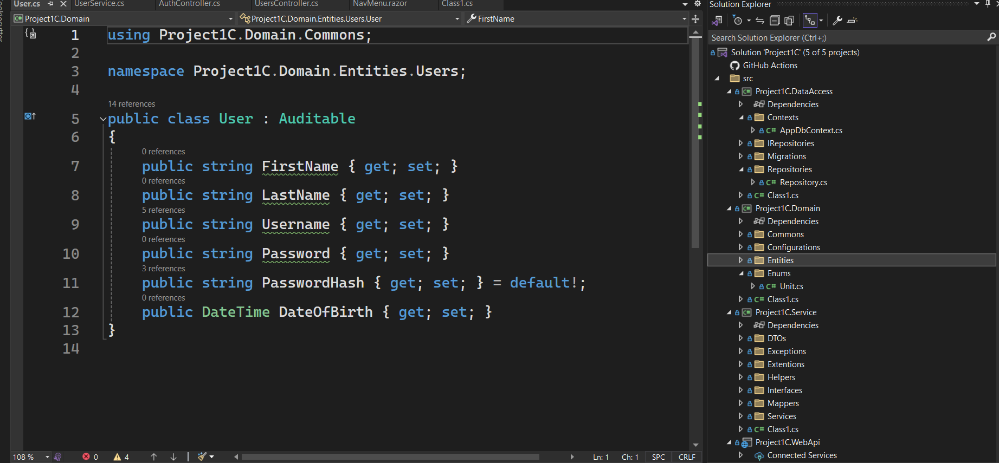 User.cs
UserService.cs
AuthController.cs
UsersController.cs
NavMenu.razor
Class1.cs
Project1C.Domain
Project1C.Domain.Entities.Users.User
FirstName
1 using Project1C.Domain.Commons;
2
3 namespace Project1C.Domain.Entities.Users;
4
14 references
5 public class User : Auditable
6 {
0 references
7 public string FirstName { get; set; }
0 references
8 public string LastName { get; set; }
5 references
9 public string Username { get; set; }
0 references
10 public string Password { get; set; }
3 references
11 public string PasswordHash { get; set; } = default!;
0 references
12 public DateTime DateOfBirth { get; set; }
13 }
14
108 %
0
4
Ln: 1
Ch: 1
SPC
CRLF
Solution Explorer
Search Solution Explorer (Ctrl+;)
Solution 'Project1C' (5 of 5 projects)
GitHub Actions
src
C# Project1C.DataAccess
Dependencies
Contexts
C# AppDbContext.cs
IRepositories
Migrations
Repositories
C# Repository.cs
C# Class1.cs
C# Project1C.Domain
Dependencies
Commons
Configurations
Entities
Enums
C# Unit.cs
C# Class1.cs
C# Project1C.Service
Dependencies
DTOs
Exceptions
Extentions
Helpers
Interfaces
Mappers
Services
C# Class1.cs
Project1C.WebApi
Connected Services